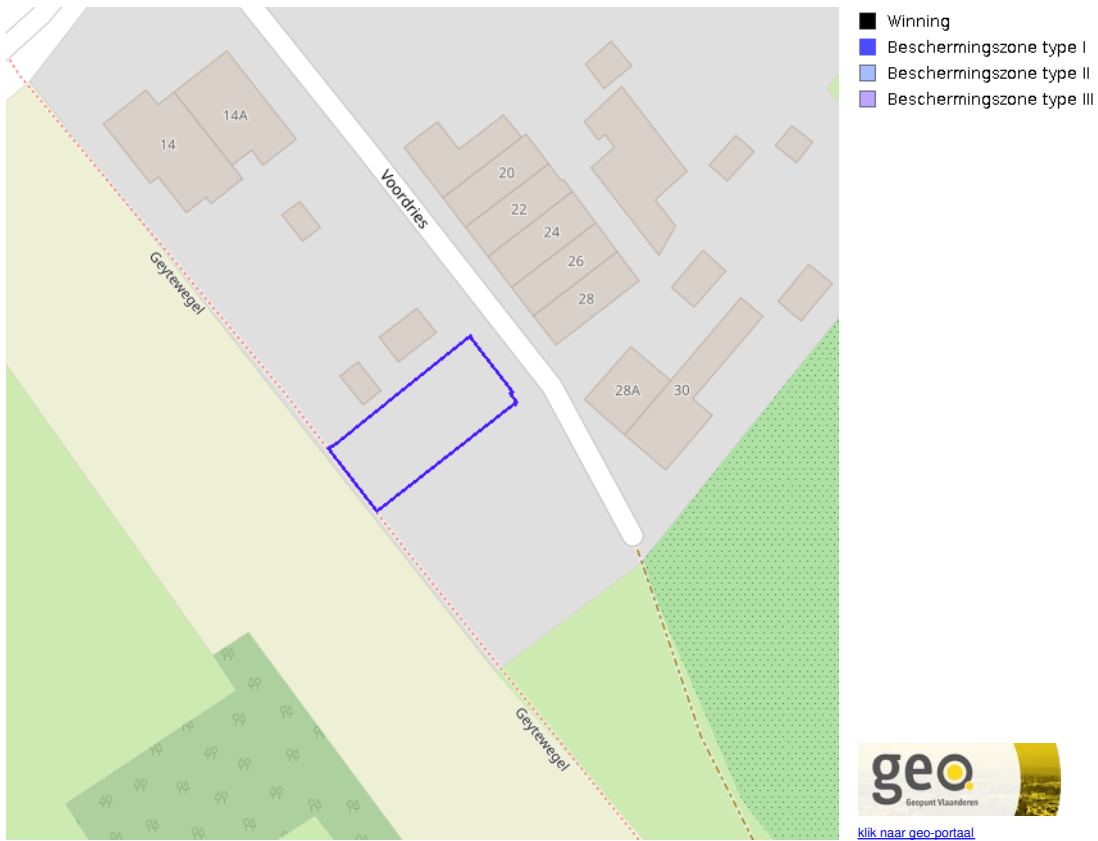 Winning
Beschermingszone type I
Beschermingszone type II
Beschermingszone type III
14A
14
20
Voordries
22
24
26
Geytewegel
28
28A
30
Geytewegel
geo.
Geopunt Vlaanderen
klik naar geo-portaal